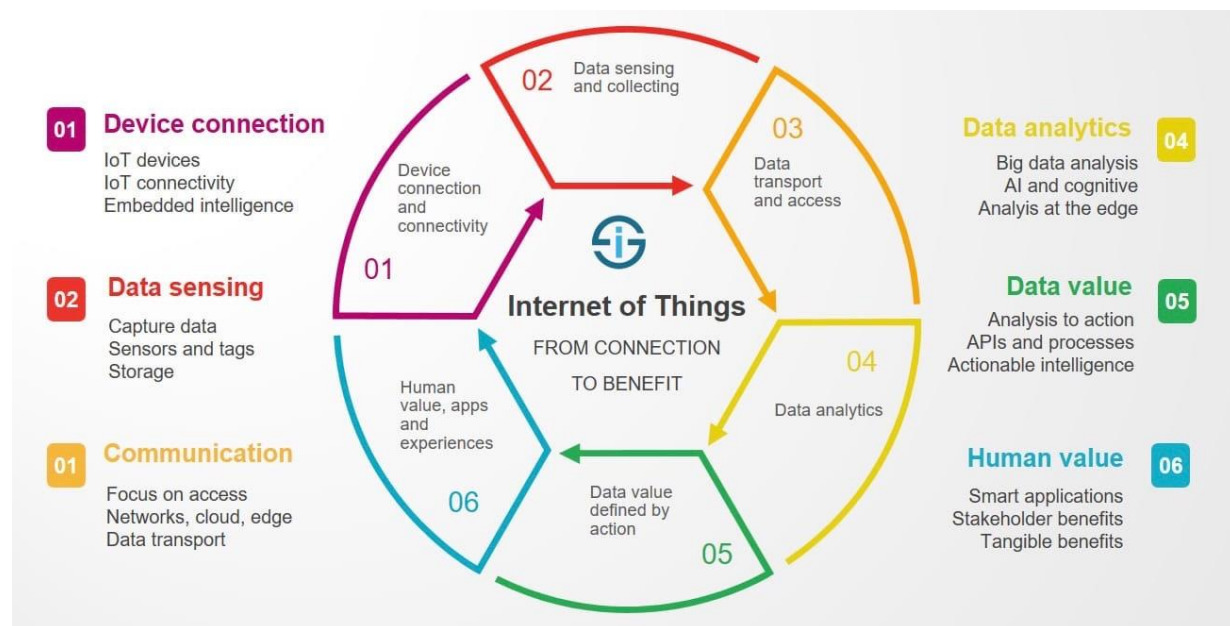 01 Device connection
IoT devices
IoT connectivity
Embedded intelligence
02 Data sensing
Capture data
Sensors and tags
Storage
01 Communication
Focus on access
Networks, cloud, edge
Data transport
Device
connection
and
connectivity
01
02
Data sensing
and collecting
03
Data
transport
and access
04
Data analytics
Data value
defined by
action
05
Human
value, apps
and
experiences
06
SiG
Internet of Things
FROM CONNECTION
TO BENEFIT
Data analytics 04
Big data analysis
AI and cognitive
Analyis at the edge
Data value 05
Analysis to action
APIs and processes
Actionable intelligence
Human value 06
Smart applications
Stakeholder benefits
Tangible benefits